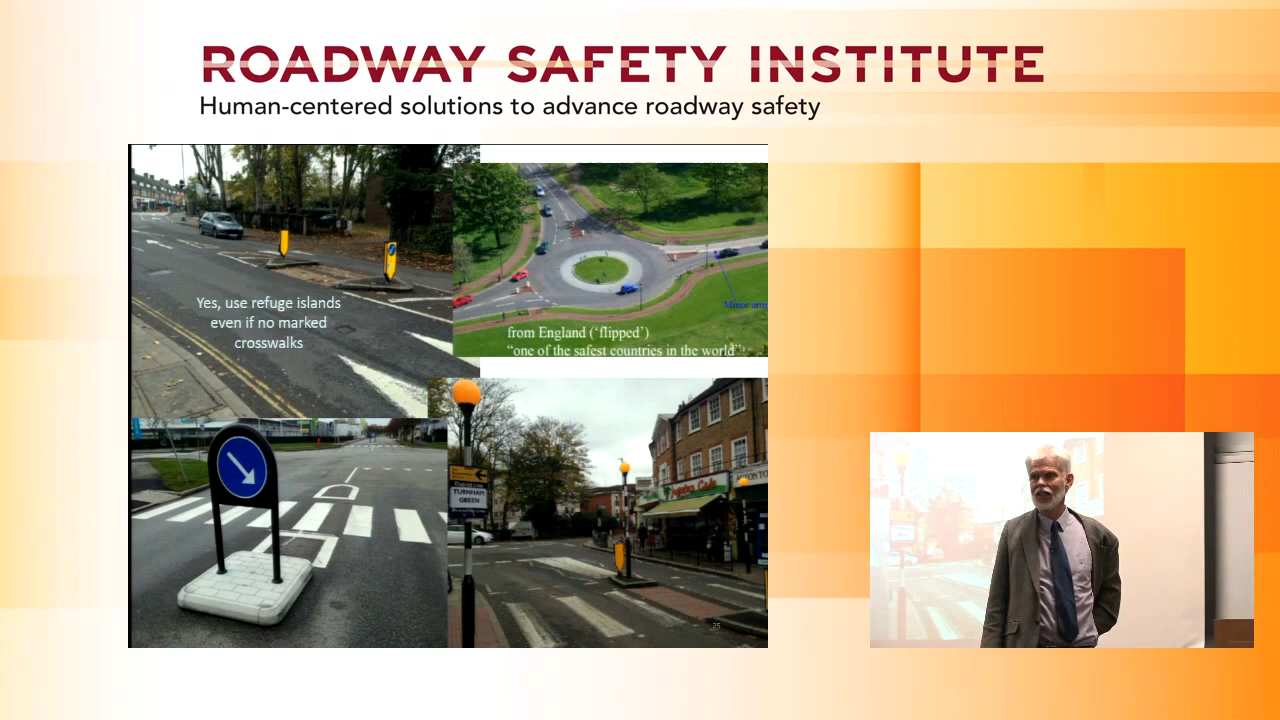 ROADWAY SAFETY INSTITUTE
Human-centered solutions to advance roadway safety
Yes, use refuge islands
even if no marked
crosswalks
Minor arm
from England (‘flipped’)
“one of the safest countries in the world”
TURNHAM
GREEN
25